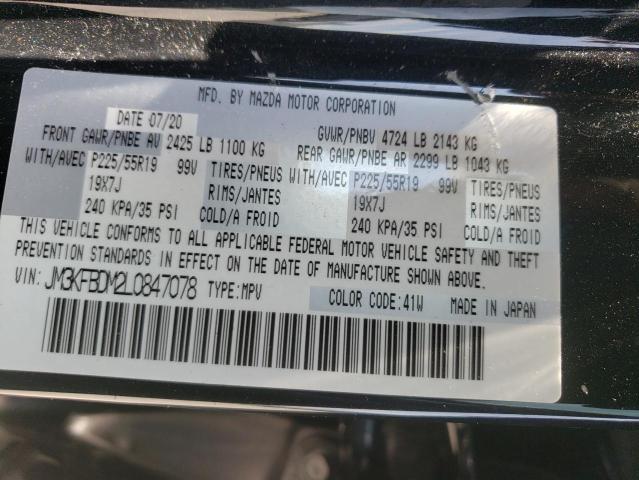 MFD. BY MAZDA MOTOR CORPORATION
DATE 07/20 GVWR/PNBV 4724 LB 2143 KG
FRONT GAWR/PNBE AV 2425 LB 1100 KG REAR GAWR/PNBE AR 2299 LB 1043 KG
WITH/AVEC P225/55R19 99V TIRES/PNEUS WITH/AVEC P225/55R19 99V TIRES/PNEUS
19X7J RIMS/JANTES 19X7J RIMS/JANTES
240 KPA/35 PSI COLD/A FROID 240 KPA/35 PSI COLD/A FROID
THIS VEHICLE CONFORMS TO ALL APPLICABLE FEDERAL MOTOR VEHICLE SAFETY AND THEFT
PREVENTION STANDARDS IN EFFECT ON THE DATE OF MANUFACTURE SHOWN ABOVE.
VIN: JM3KFBDM2L0847078 TYPE:MPV COLOR CODE:41W MADE IN JAPAN